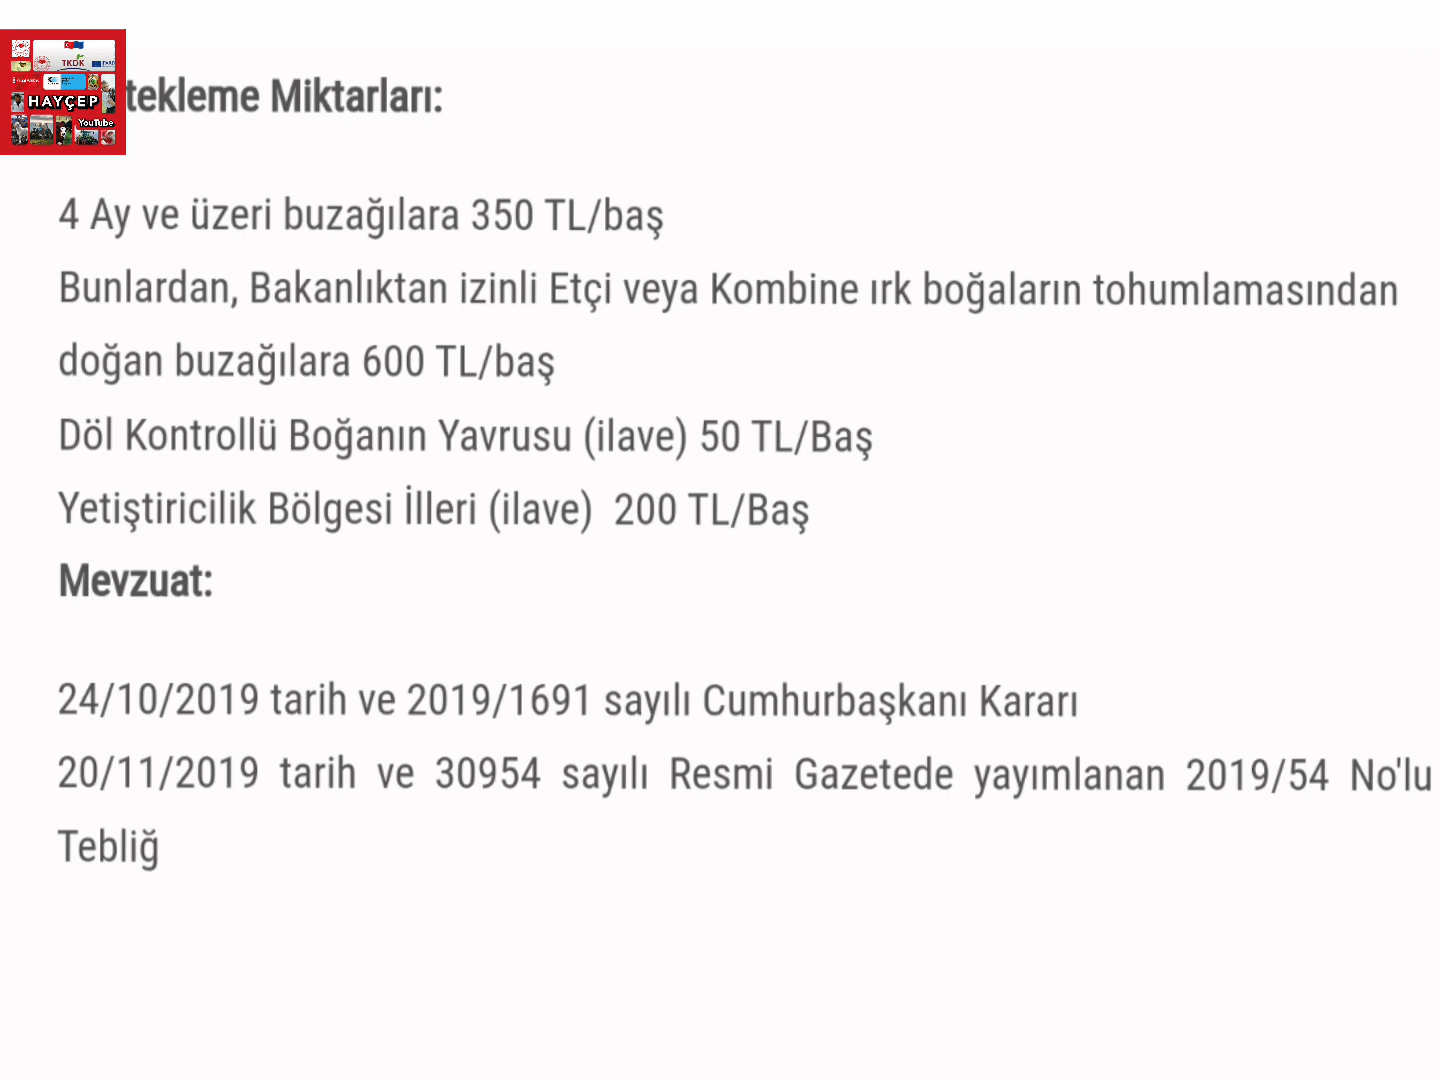 TKDK
HAYÇEP
YouTube
tekleme Miktarları:
4 Ay ve üzeri buzağılara 350 TL/baş
Bunlardan, Bakanlıktan izinli Etçi veya Kombine ırk boğaların tohumlamasından
doğan buzağılara 600 TL/baş
Döl Kontrollü Boğanın Yavrusu (ilave) 50 TL/Baş
Yetiştiricilik Bölgesi İlleri (ilave) 200 TL/Baş
Mevzuat:
24/10/2019 tarih ve 2019/1691 sayılı Cumhurbaşkanı Kararı
20/11/2019 tarih ve 30954 sayılı Resmi Gazetede yayımlanan 2019/54 No'lu
Tebliğ